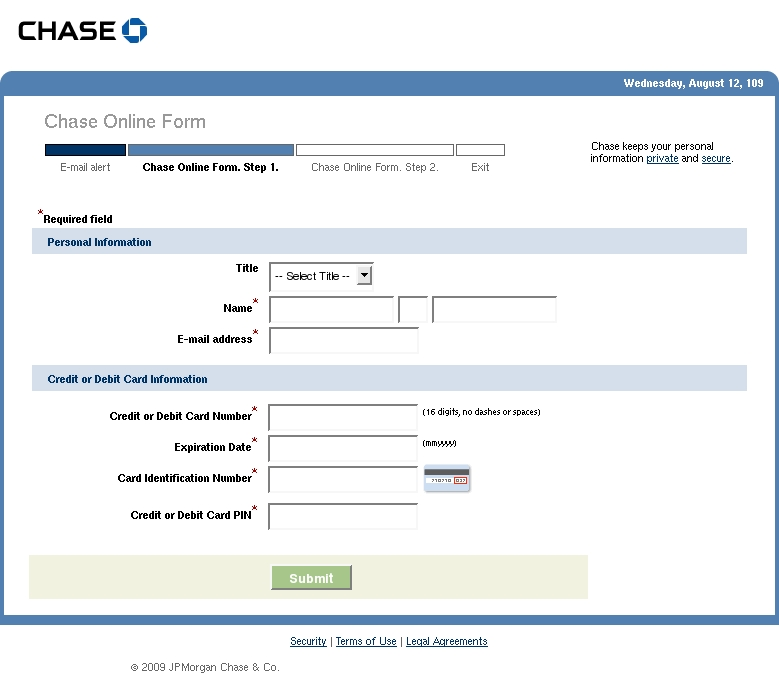 CHASE
Wednesday, August 12, 109
Chase Online Form
E-mail alert
Chase Online Form. Step 1.
Chase Online Form. Step 2.
Exit
Chase keeps your personal
information private and secure.
*Required field
Personal Information
Title
-- Select Title --
Name*
E-mail address*
Credit or Debit Card Information
Credit or Debit Card Number*
(16 digits, no dashes or spaces)
Expiration Date*
(mmyyyy)
Card Identification Number*
Credit or Debit Card PIN*
Submit
Security | Terms of Use | Legal Agreements
© 2009 JPMorgan Chase & Co.